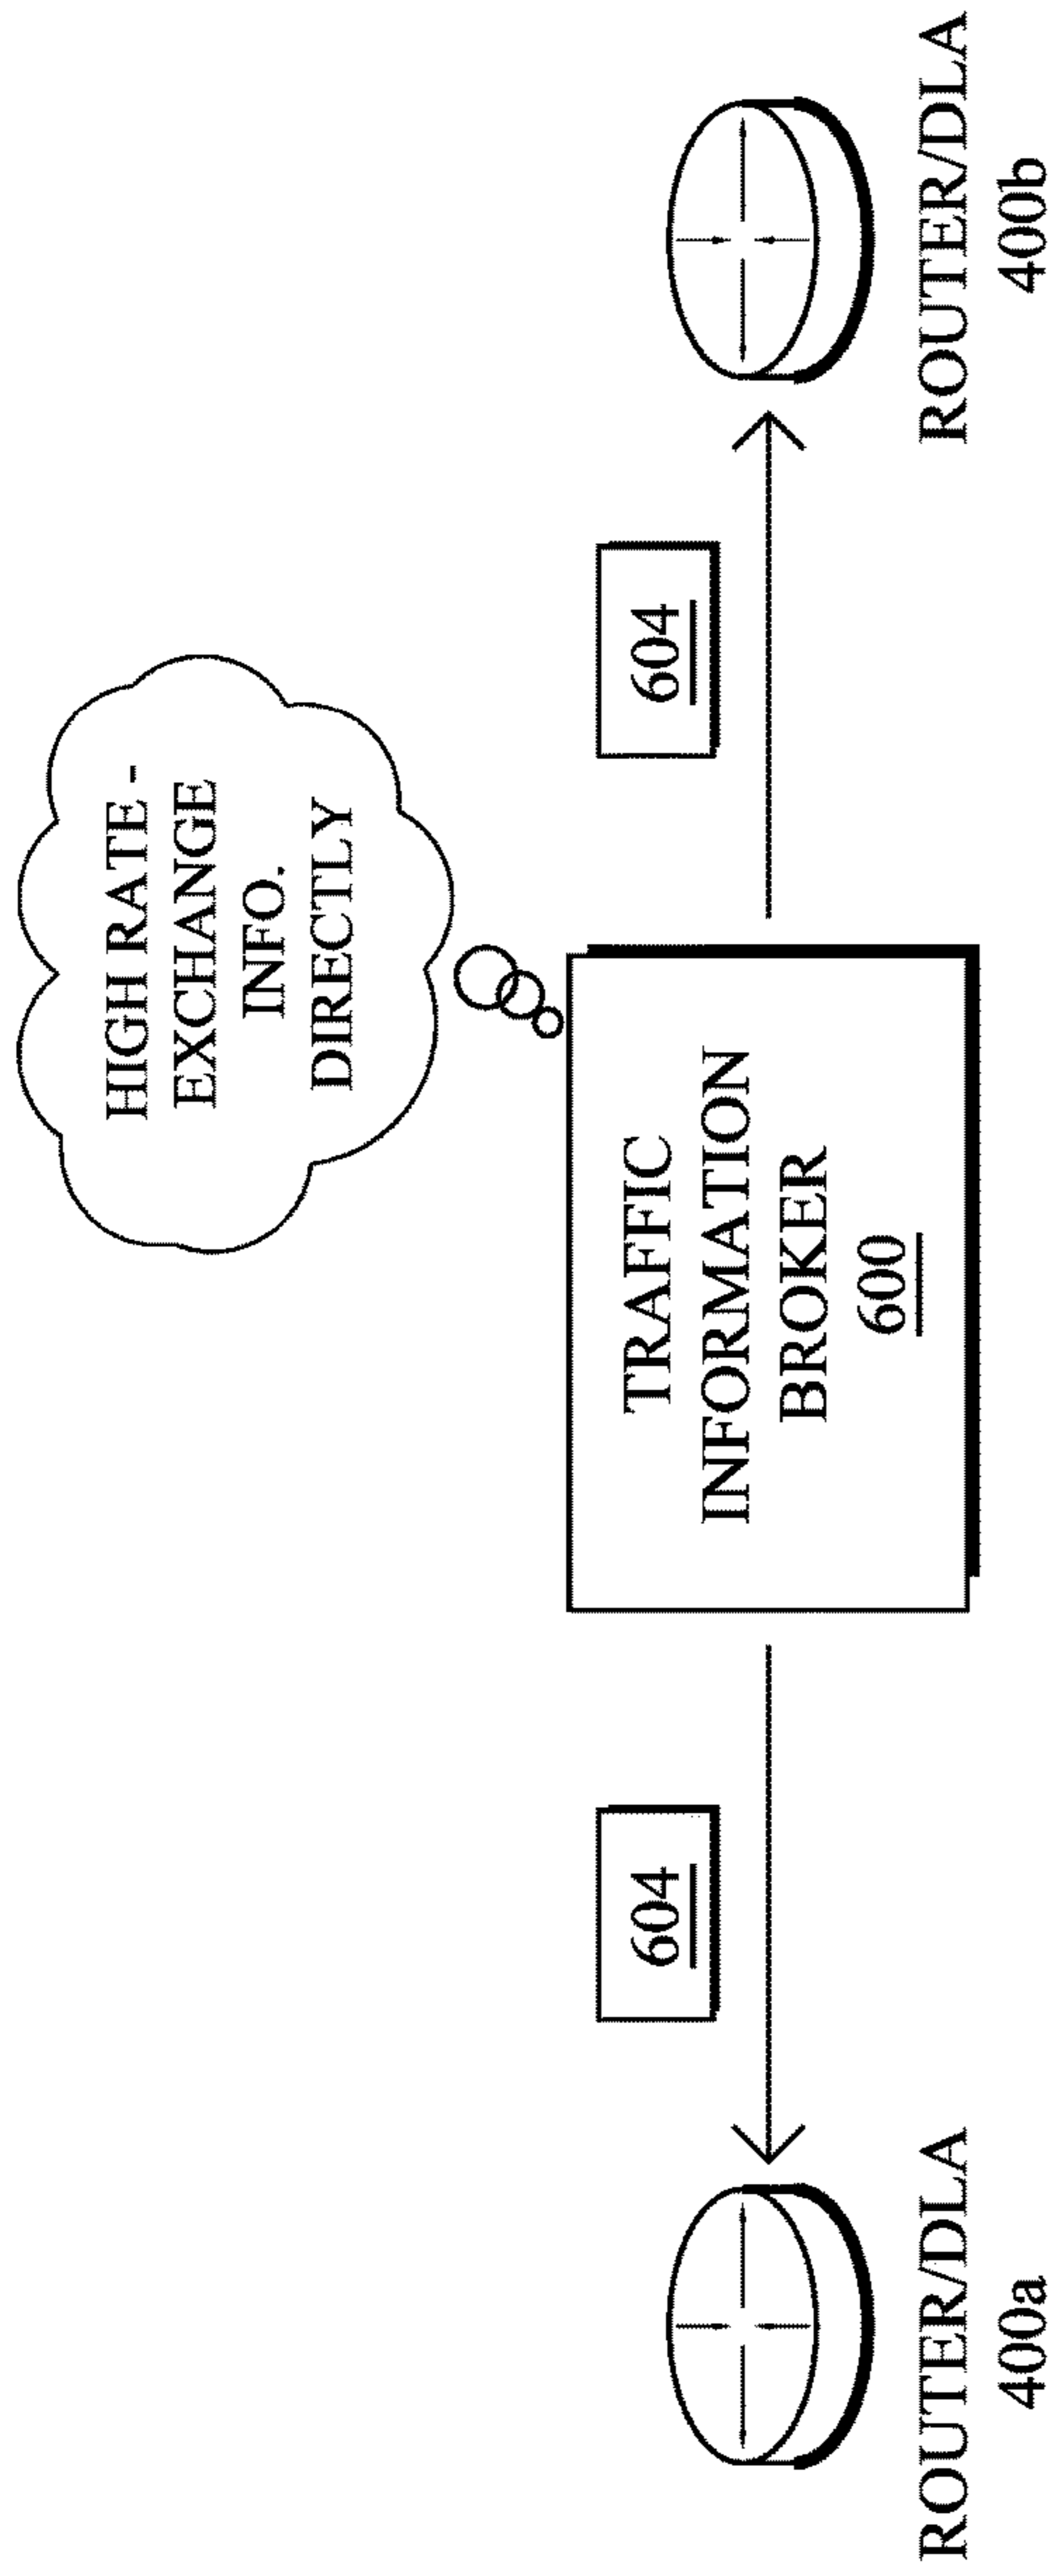 HIGH RATE -
EXCHANGE
INFO.
DIRECTLY
604
604
TRAFFIC
INFORMATION
BROKER
600
ROUTER/DLA
400a
ROUTER/DLA
400b